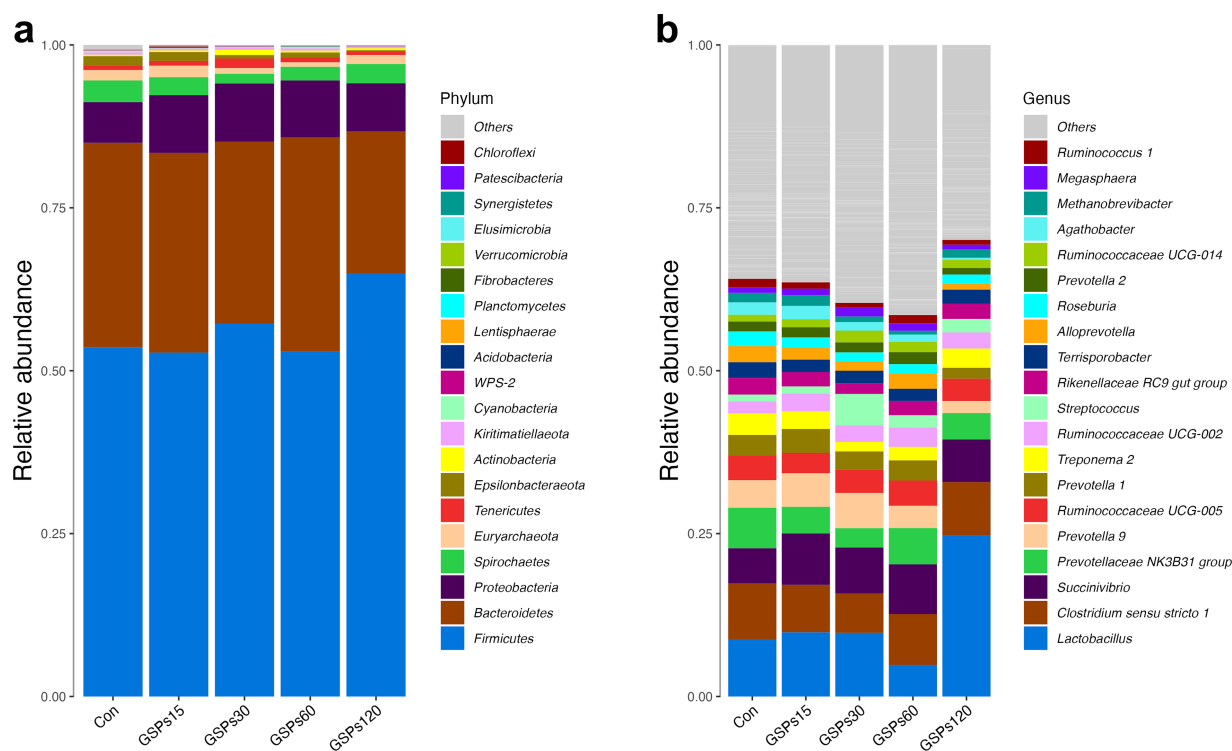 a
Relative abundance
1.00
0.75
0.50
0.25
0.00
Con
GSPs15
GSPs30
GSPs60
GSPs120
Phylum
Others
Chloroflexi
Patescibacteria
Synergistetes
Elusimicrobia
Verrucomicrobia
Fibrobacteres
Planctomycetes
Lentisphaerae
Acidobacteria
WPS-2
Cyanobacteria
Kiritimatiellaeota
Actinobacteria
Epsilonbacteraeota
Tenericutes
Euryarchaeota
Spirochaetes
Proteobacteria
Bacteroidetes
Firmicutes
b
Relative abundance
1.00
0.75
0.50
0.25
0.00
Con
GSPs15
GSPs30
GSPs60
GSPs120
Genus
Others
Ruminococcus 1
Megasphaera
Methanobrevibacter
Agathobacter
Ruminococcaceae UCG-014
Prevotella 2
Roseburia
Alloprevotella
Terrisporobacter
Rikenellaceae RC9 gut group
Streptococcus
Ruminococcaceae UCG-002
Treponema 2
Prevotella 1
Ruminococcaceae UCG-005
Prevotella 9
Prevotellaceae NK3B31 group
Succinivibrio
Clostridium sensu stricto 1
Lactobacillus